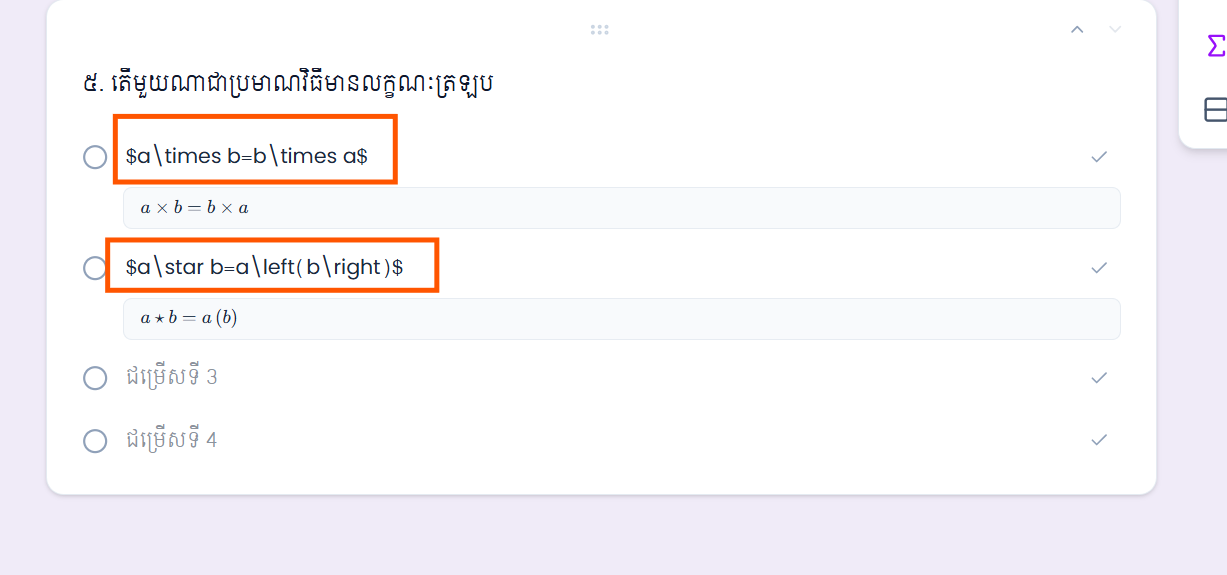 ៥. តើមួយណាជាប្រមាណវិធីមានលក្ខណៈត្រឡប
$a\times b=b\times a$
a × b = b × a
$a\star b=a\left(b\right)$
a ⋆ b = a (b)
ជម្រើសទី 3
ជម្រើសទី 4
Σ